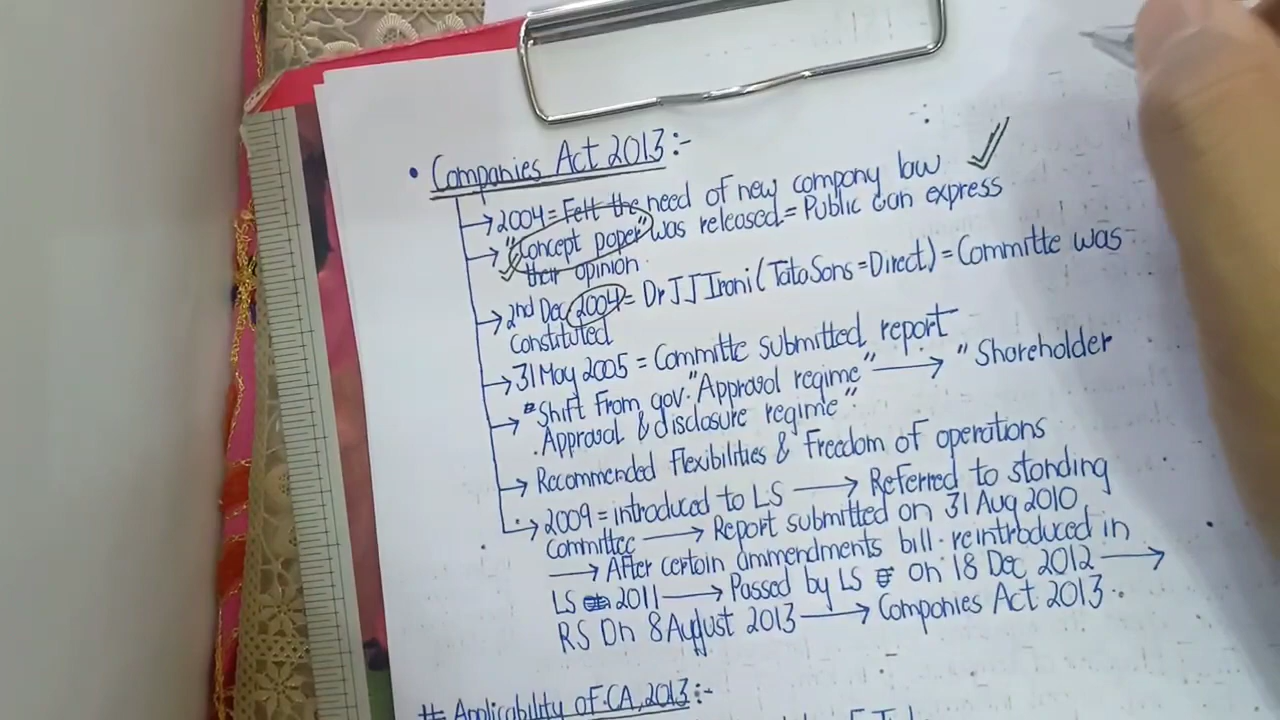 • Companies Act 2013:-
→ 2004 = Felt the need of new company law
→ "Concept paper" was released = Public can express
their opinion.
→ 2nd Dec 2004 = Dr J J Irani (Tata Sons = Direct) = Committe was
constituted
→ 31 May 2005 = Committe submitted report
→ "Shift From gov. "Approval regime" → "Shareholder
Approval & disclosure regime"
→ Recommended Flexibilities & Freedom of operations
→ 2009 = introduced to LS → Referred to standing
committee → Report submitted on 31 Aug 2010
→ After certain ammendments bill reintroduced in
LS 2011 → Passed by LS on 18 Dec 2012 →
RS On 8 August 2013 → Companies Act 2013.
# Applicability of CA, 2013:-